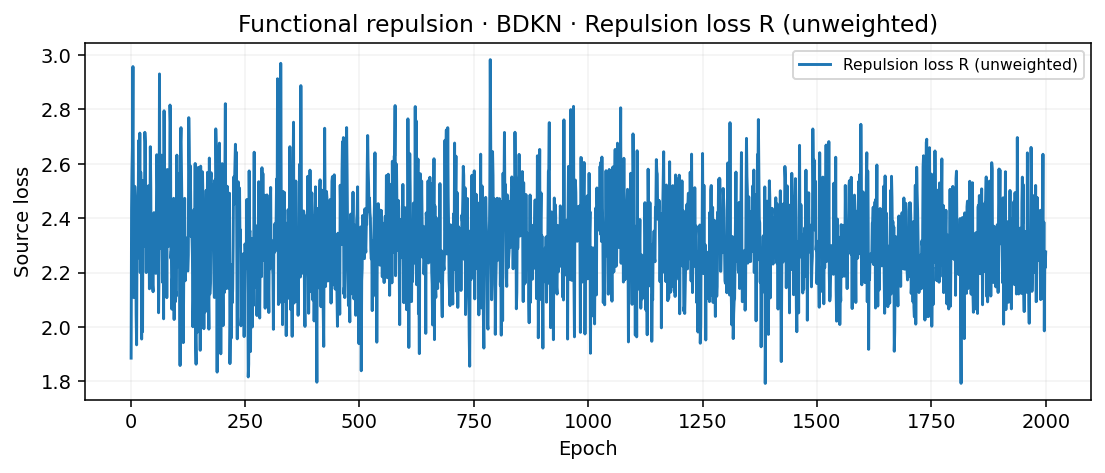 Functional repulsion · BDKN · Repulsion loss R (unweighted)
Repulsion loss R (unweighted)
Source loss
3.0
2.8
2.6
2.4
2.2
2.0
1.8
0 250 500 750 1000 1250 1500 1750 2000
Epoch